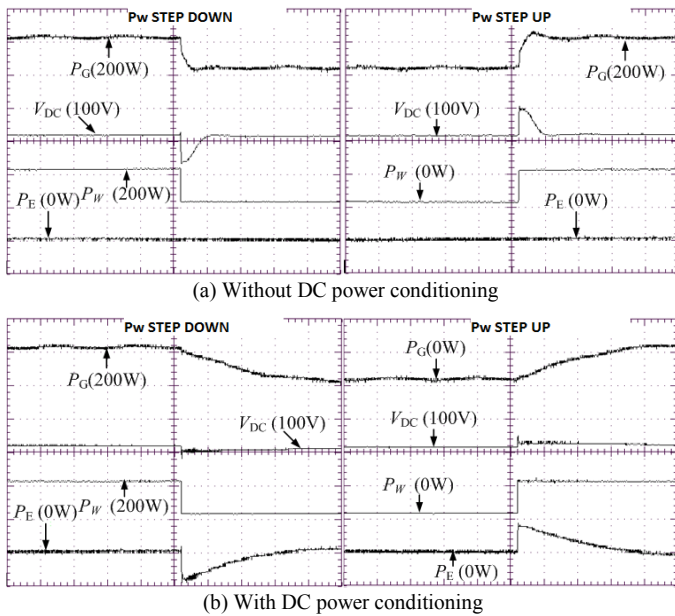 Pw STEP DOWN
PG(200W)
VDC (100V)
PE (0W)
PW (200W)
Pw STEP UP
PG(200W)
VDC (100V)
PW (0W)
PE (0W)
(a) Without DC power conditioning
Pw STEP DOWN
PG(200W)
VDC (100V)
PE (0W)
PW (200W)
Pw STEP UP
PG(0W)
VDC (100V)
PW (0W)
PE (0W)
(b) With DC power conditioning